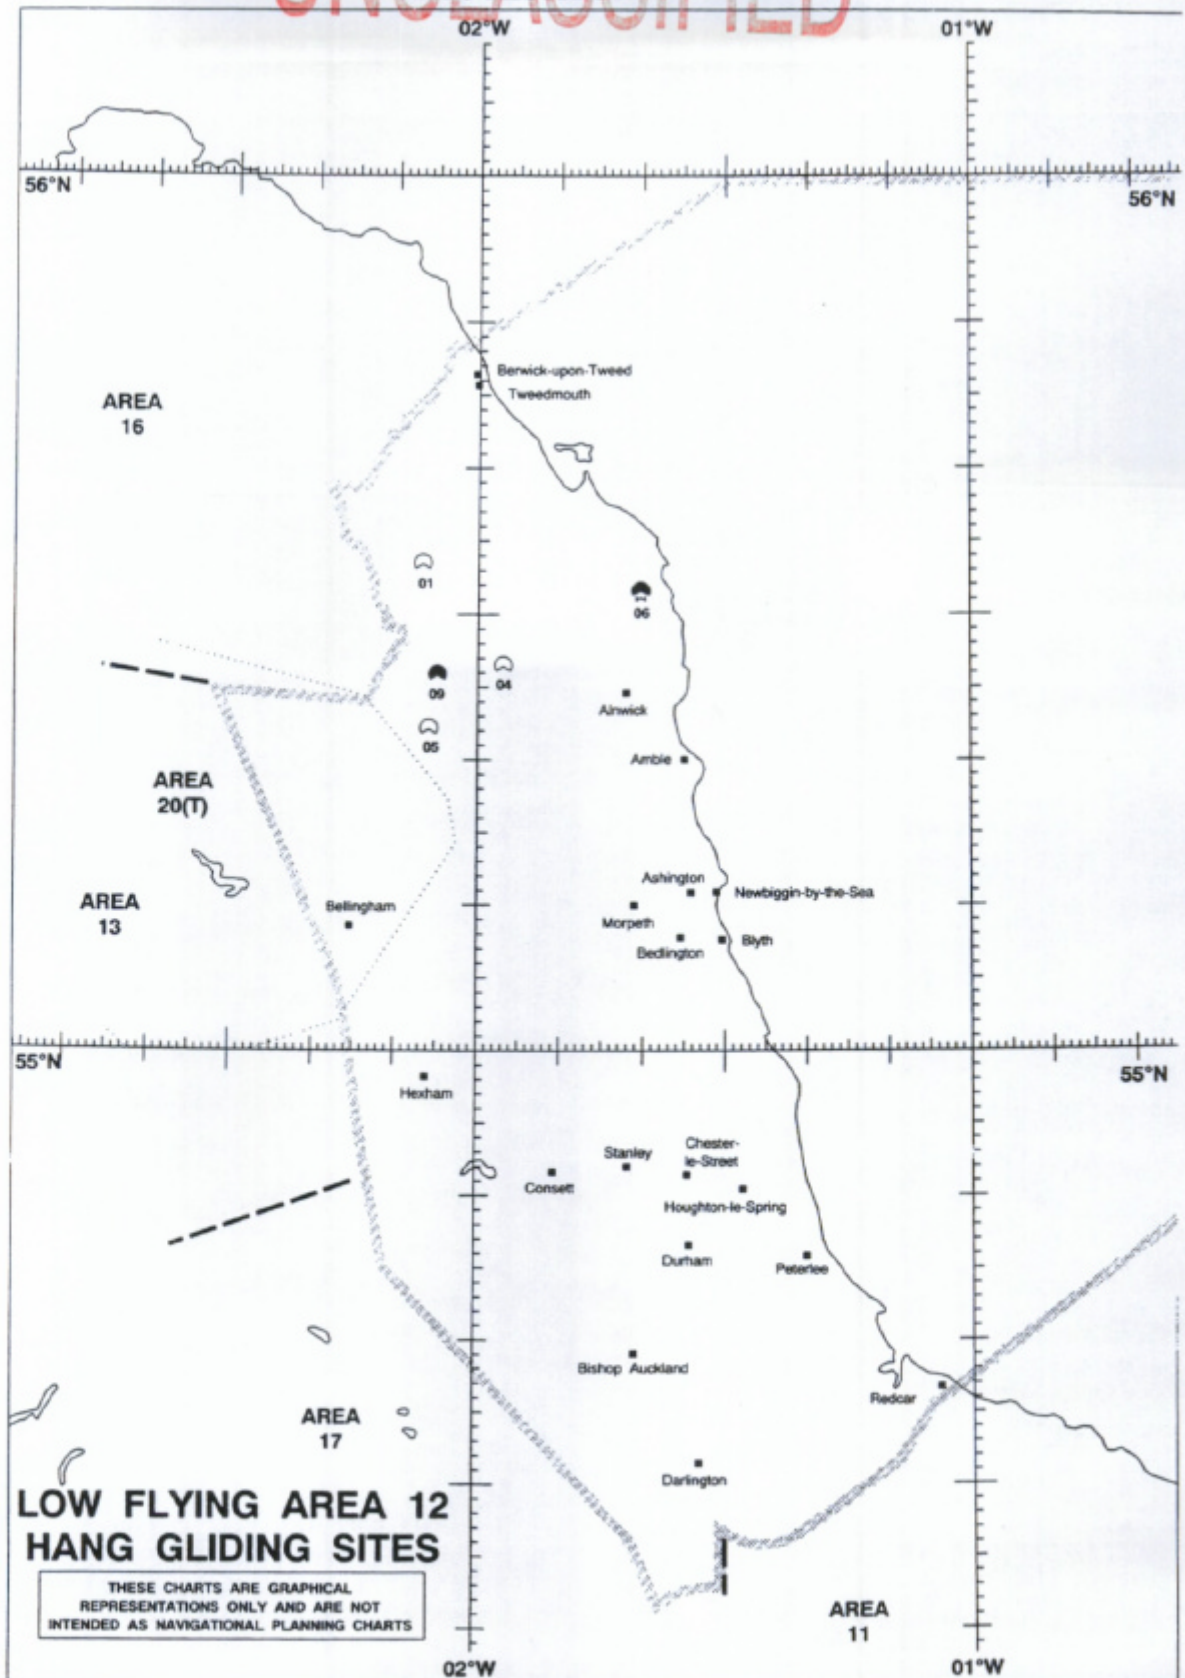 UNCLASSIFIED
02°W
01°W
56°N
56°N
Berwick-upon-Tweed
Tweedmouth
AREA
16
01
06
04
09
05
Alnwick
Amble
AREA
20(T)
Ashington
Newbiggin-by-the-Sea
AREA
13
Bellingham
Morpeth
Bedlington
Blyth
55°N
55°N
Hexham
Stanley
Chester-
le-Street
Consett
Houghton-le-Spring
Durham
Peterlee
Bishop Auckland
Redcar
AREA
17
Darlington
LOW FLYING AREA 12
HANG GLIDING SITES
THESE CHARTS ARE GRAPHICAL
REPRESENTATIONS ONLY AND ARE NOT
INTENDED AS NAVIGATIONAL PLANNING CHARTS
AREA
11
02°W
01°W